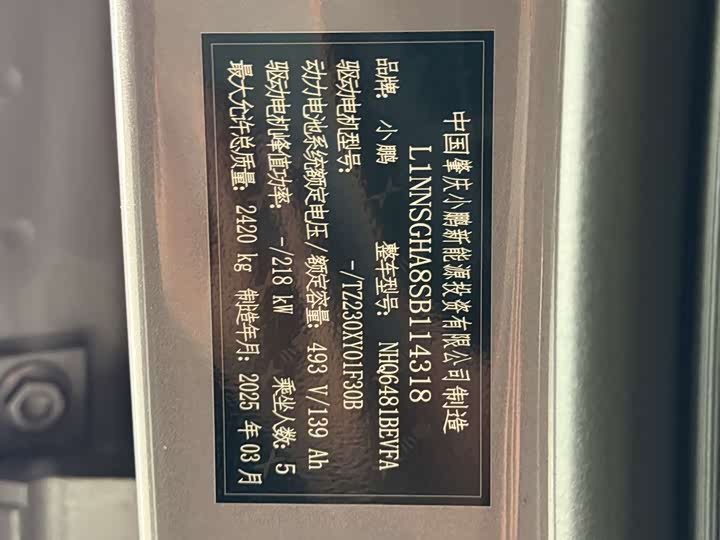 中国肇庆小鹏新能源投资有限公司制造
L1NNSGHA8SB114318
品牌: 小鹏 整车型号: NHQ6481BEVFA
驱动电机型号: -/TZ230XY01F30B
动力电池系统额定电压/额定容量: 493 V/139 Ah
驱动电机峰值功率: -/218 kW 乘坐人数: 5
最大允许总质量: 2420 kg 制造年月: 2025 年 03 月